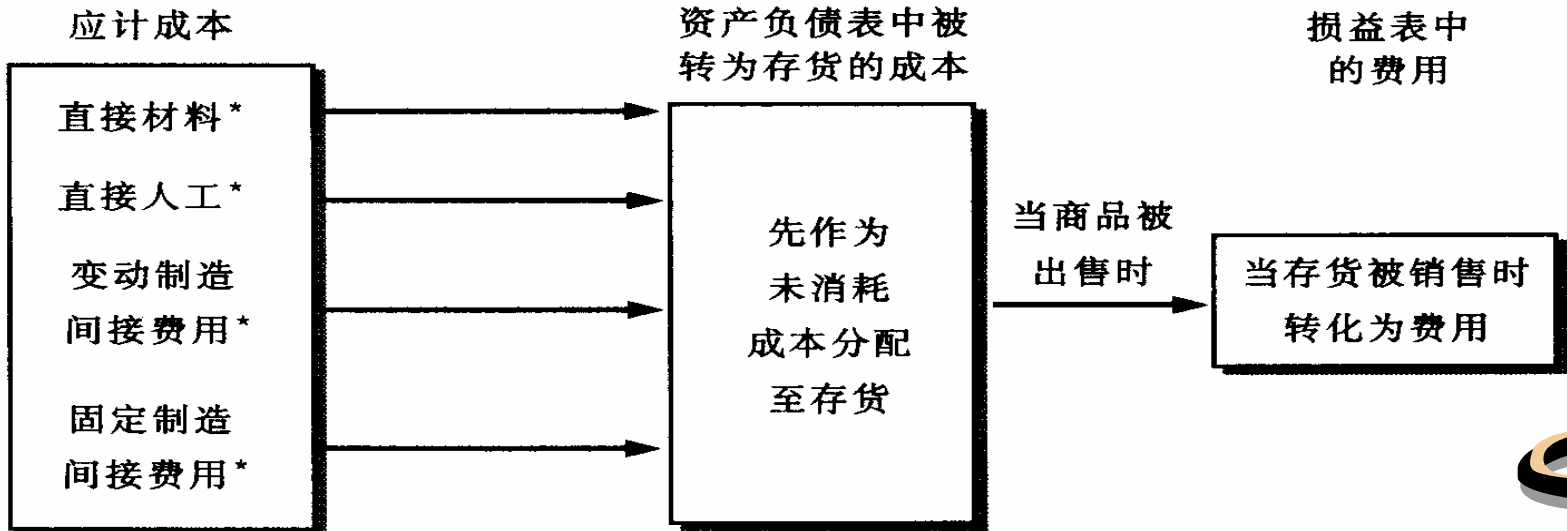 应计成本
直接材料*
直接人工*
变动制造
间接费用*
固定制造
间接费用*
资产负债表中被
转为存货的成本
先作为
未消耗
成本分配
至存货
当商品被
出售时
损益表中
的费用
当存货被销售时
转化为费用